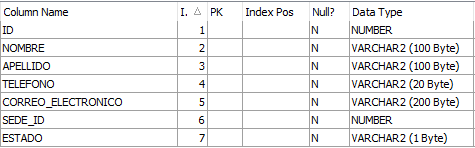 Column Name I. △ PK Index Pos Null? Data Type
ID 1 N NUMBER
NOMBRE 2 N VARCHAR2 (100 Byte)
APELLIDO 3 N VARCHAR2 (100 Byte)
TELEFONO 4 N VARCHAR2 (20 Byte)
CORREO_ELECTRONICO 5 N VARCHAR2 (200 Byte)
SEDE_ID 6 N NUMBER
ESTADO 7 N VARCHAR2 (1 Byte)